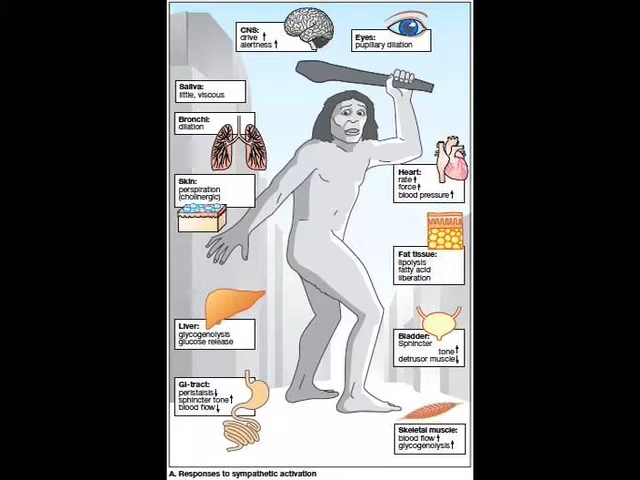 CNS:
drive ↑
alertness ↑
Eyes:
pupillary dilation
Saliva:
little, viscous
Bronchi:
dilation
Skin:
perspiration
(cholinergic)
Heart:
rate ↑
force ↑
blood pressure ↑
Fat tissue:
lipolysis
fatty acid
liberation
Liver:
glycogenolysis
glucose release
Bladder:
Sphincter
tone ↑
detrusor muscle ↓
GI-tract:
peristalsis ↓
sphincter tone ↑
blood flow ↓
Skeletal muscle:
blood flow ↑
glycogenolysis ↑
A. Responses to sympathetic activation